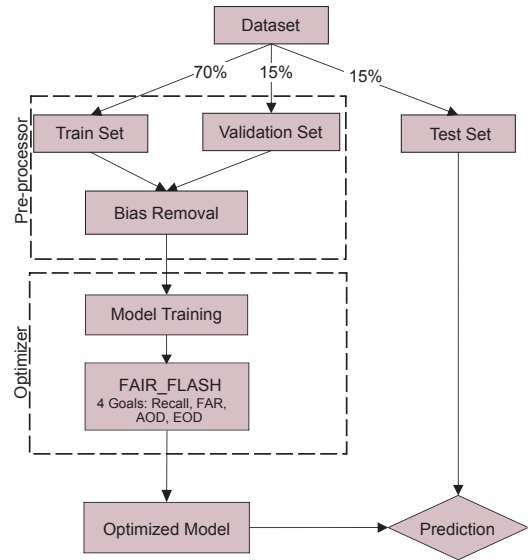 Dataset
70%
15%
15%
Pre-processor
Train Set
Validation Set
Test Set
Bias Removal
Optimizer
Model Training
FAIR_FLASH
4 Goals: Recall, FAR,
AOD, EOD
Optimized Model
Prediction